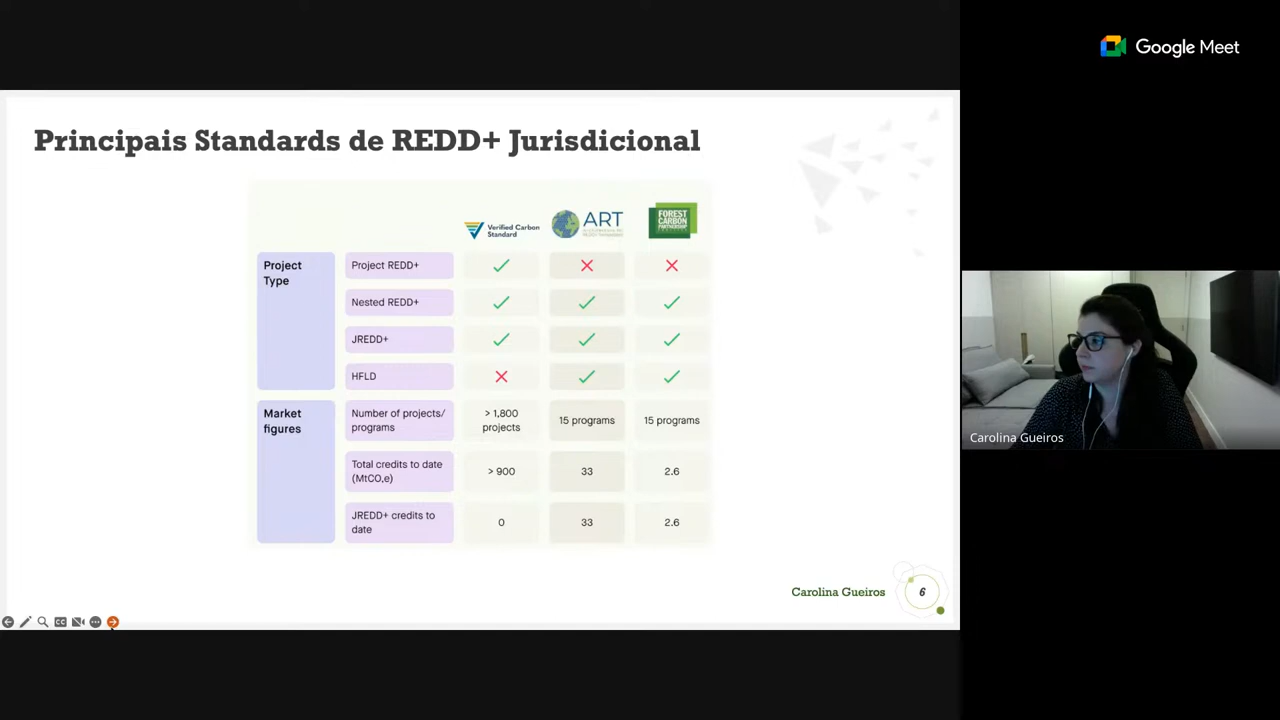 Google Meet
Principais Standards de REDD+ Jurisdicional
Verified Carbon
Standard
ART
FOREST
CARBON
PARTNERSHIP
Project
Type
Project REDD+
Nested REDD+
JREDD+
HFLD
Market
figures
Number of projects/
programs
> 1,800
projects
15 programs
15 programs
Total credits to date
(MtCO₂e)
> 900
33
2.6
JREDD+ credits to
date
0
33
2.6
Carolina Gueiros
6
CC
Carolina Gueiros